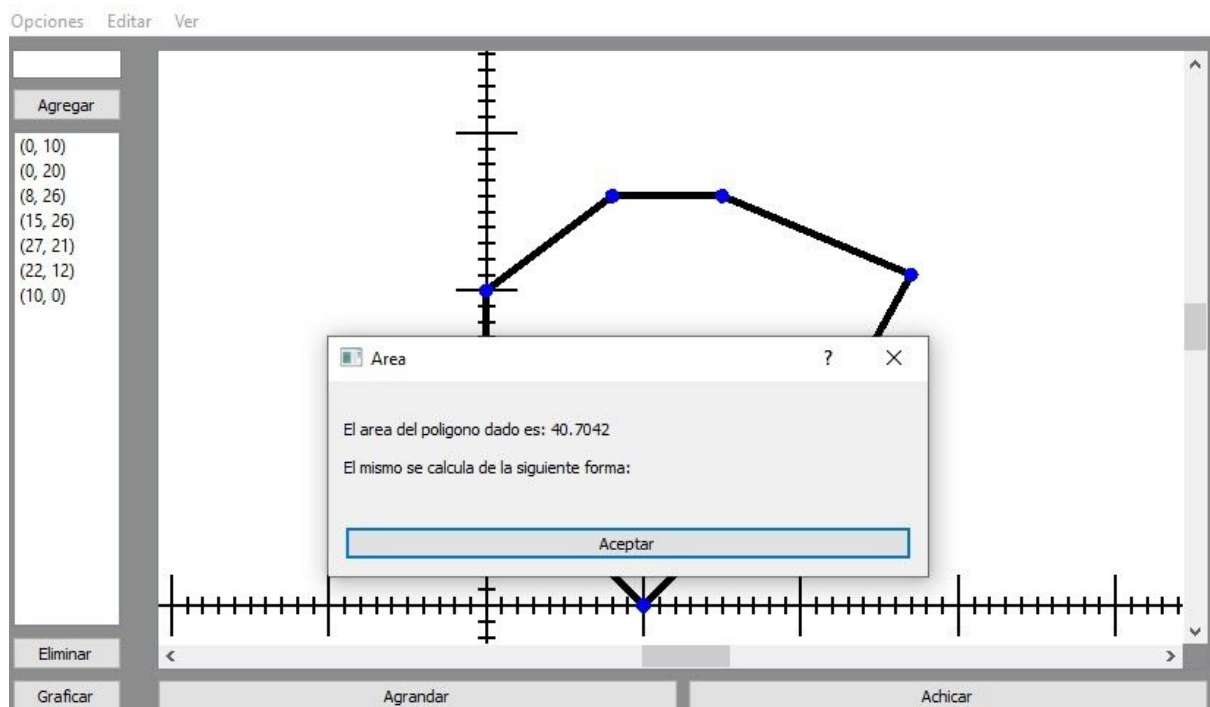 Opciones Editar Ver
Agregar
(0, 10)
(0, 20)
(8, 26)
(15, 26)
(27, 21)
(22, 12)
(10, 0)
Area ?
El area del poligono dado es: 40.7042
El mismo se calcula de la siguiente forma:
Aceptar
Eliminar
Graficar Agrandar Achicar